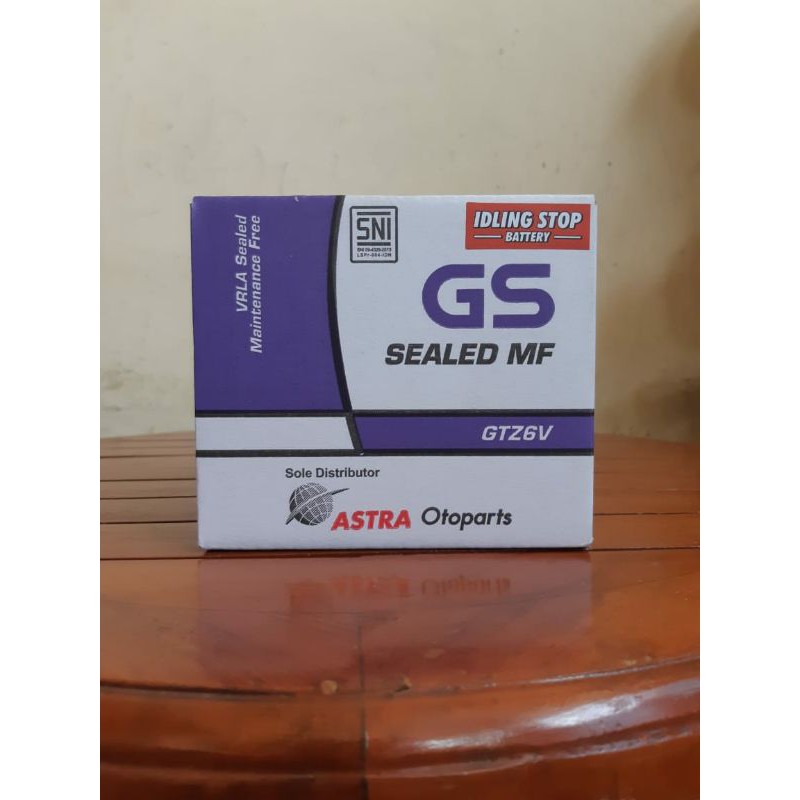 VRLA Sealed
Maintenance Free
SNI
IDLING STOP
BATTERY
GS
SEALED MF
GTZ6V
Sole Distributor
ASTRA Otoparts